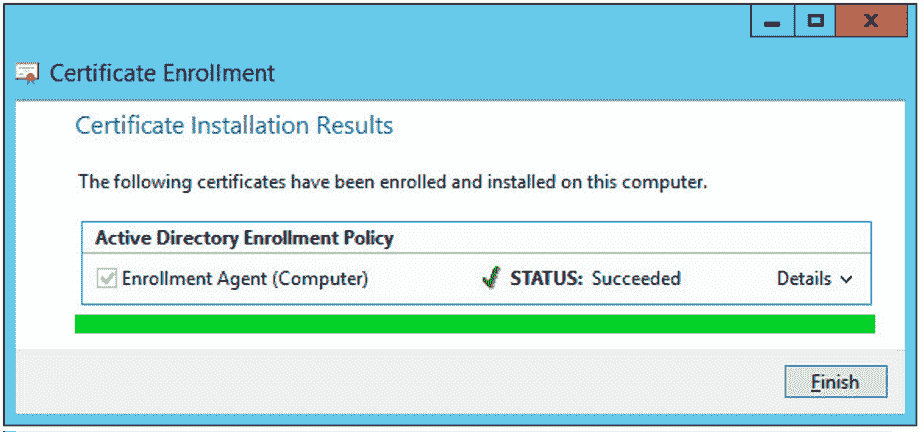 Certificate Enrollment
Certificate Installation Results
The following certificates have been enrolled and installed on this computer.
Active Directory Enrollment Policy
Enrollment Agent (Computer) STATUS: Succeeded Details
Finish